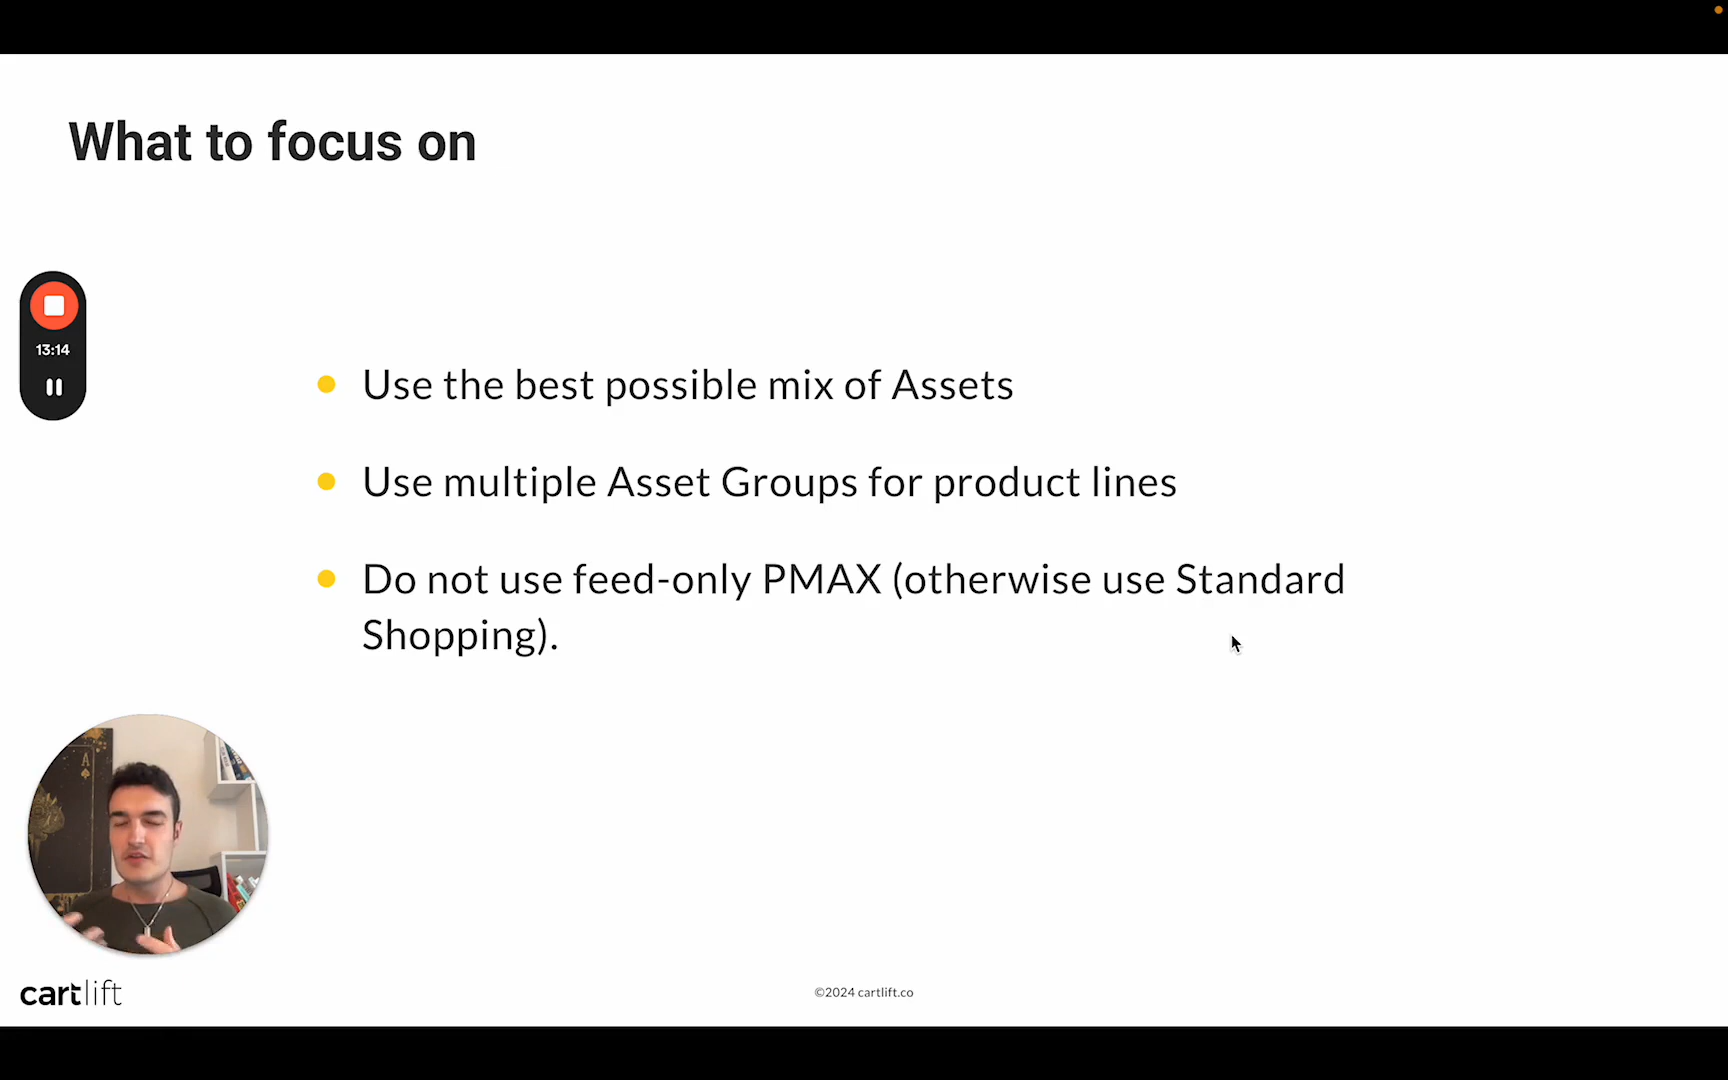 What to focus on
13:14
Use the best possible mix of Assets
Use multiple Asset Groups for product lines
Do not use feed-only PMAX (otherwise use Standard
Shopping).
A
cartlift
©2024 cartlift.co